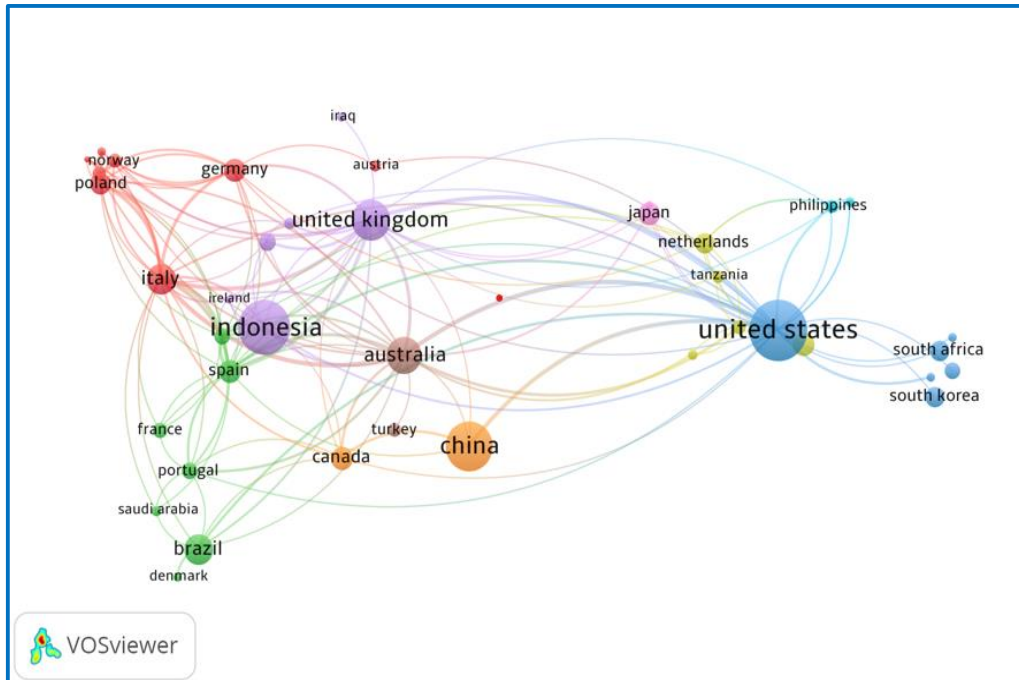 iraq
norway
germany
austria
poland
united kingdom
japan
philippines
netherlands
italy
tanzania
ireland
indonesia
united states
australia
south africa
spain
south korea
france
turkey
china
canada
portugal
saudi arabia
brazil
denmark
VOSviewer